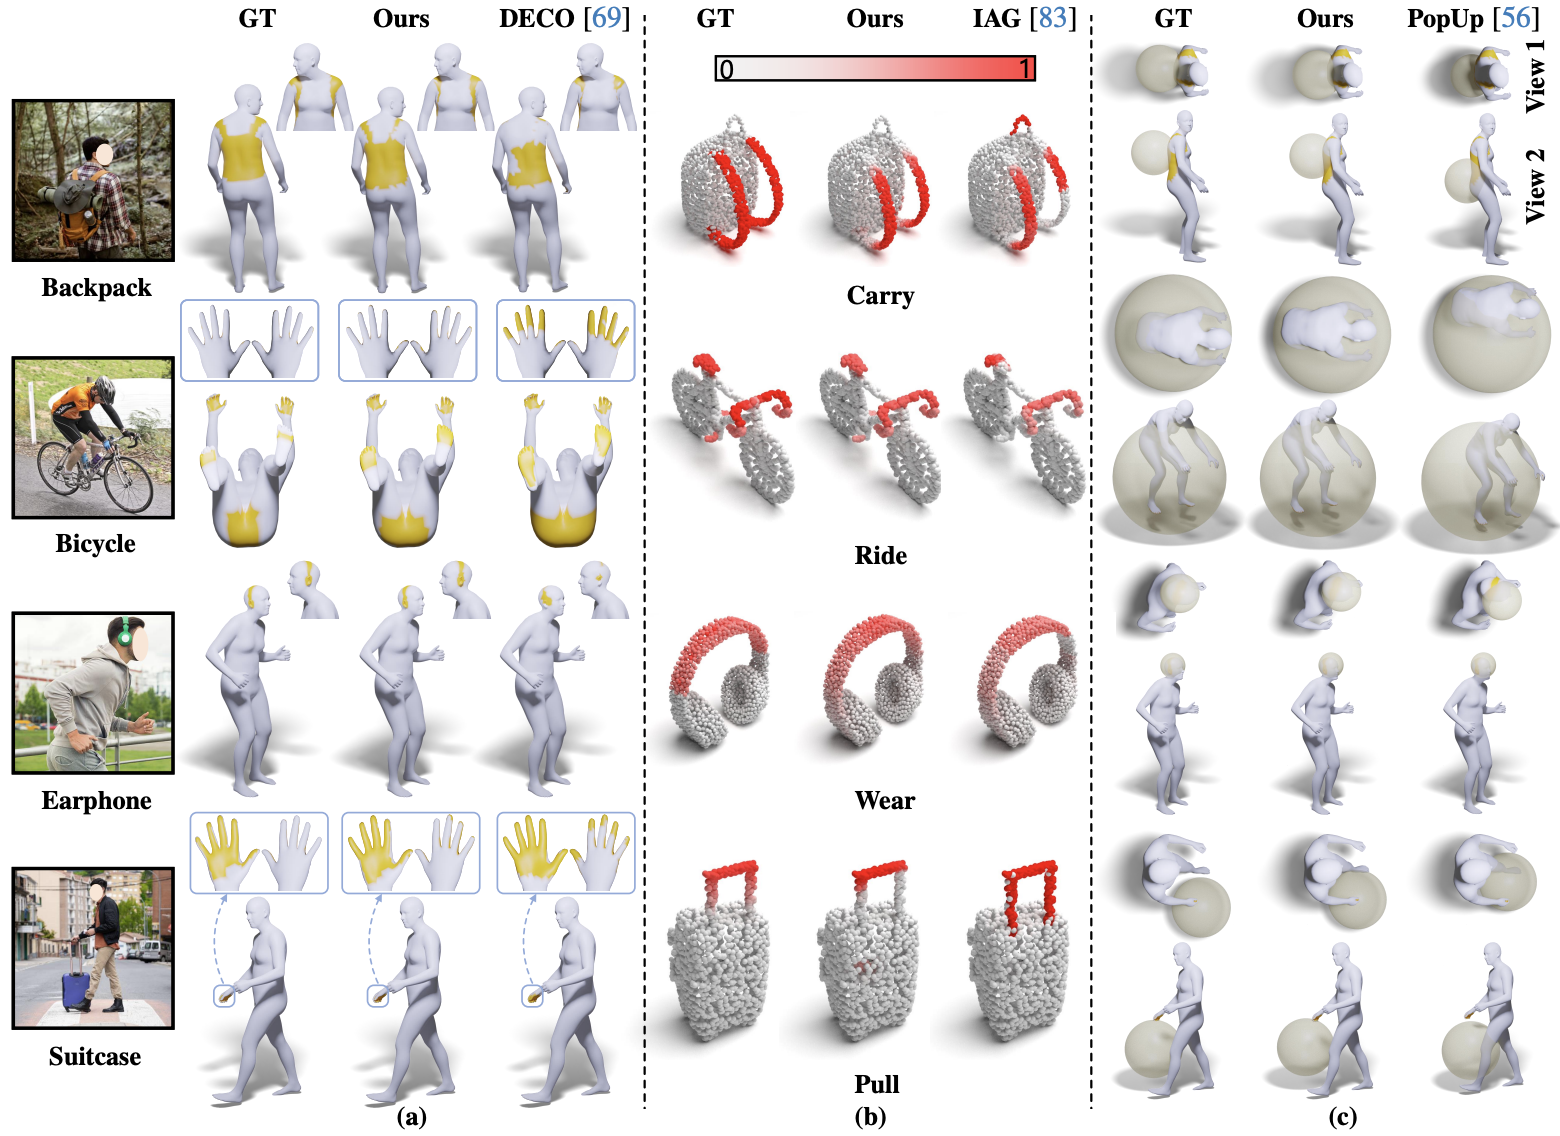 GT Ours DECO [69]
GT Ours IAG [83]
GT Ours PopUp [56]
0 1
View 1
View 2
Backpack
Carry
Bicycle
Ride
Earphone
Wear
Suitcase
Pull
(a) (b) (c)